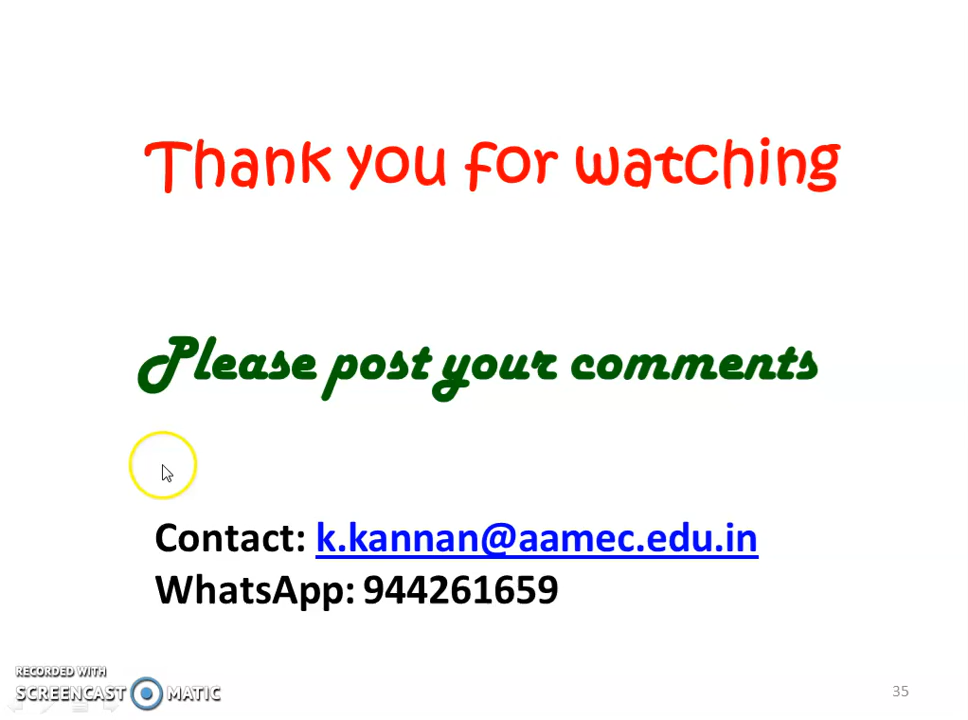 Thank you for watching
Please post your comments
Contact: k.kannan@aamec.edu.in
WhatsApp: 944261659
RECORDED WITH
SCREENCAST MATIC
35